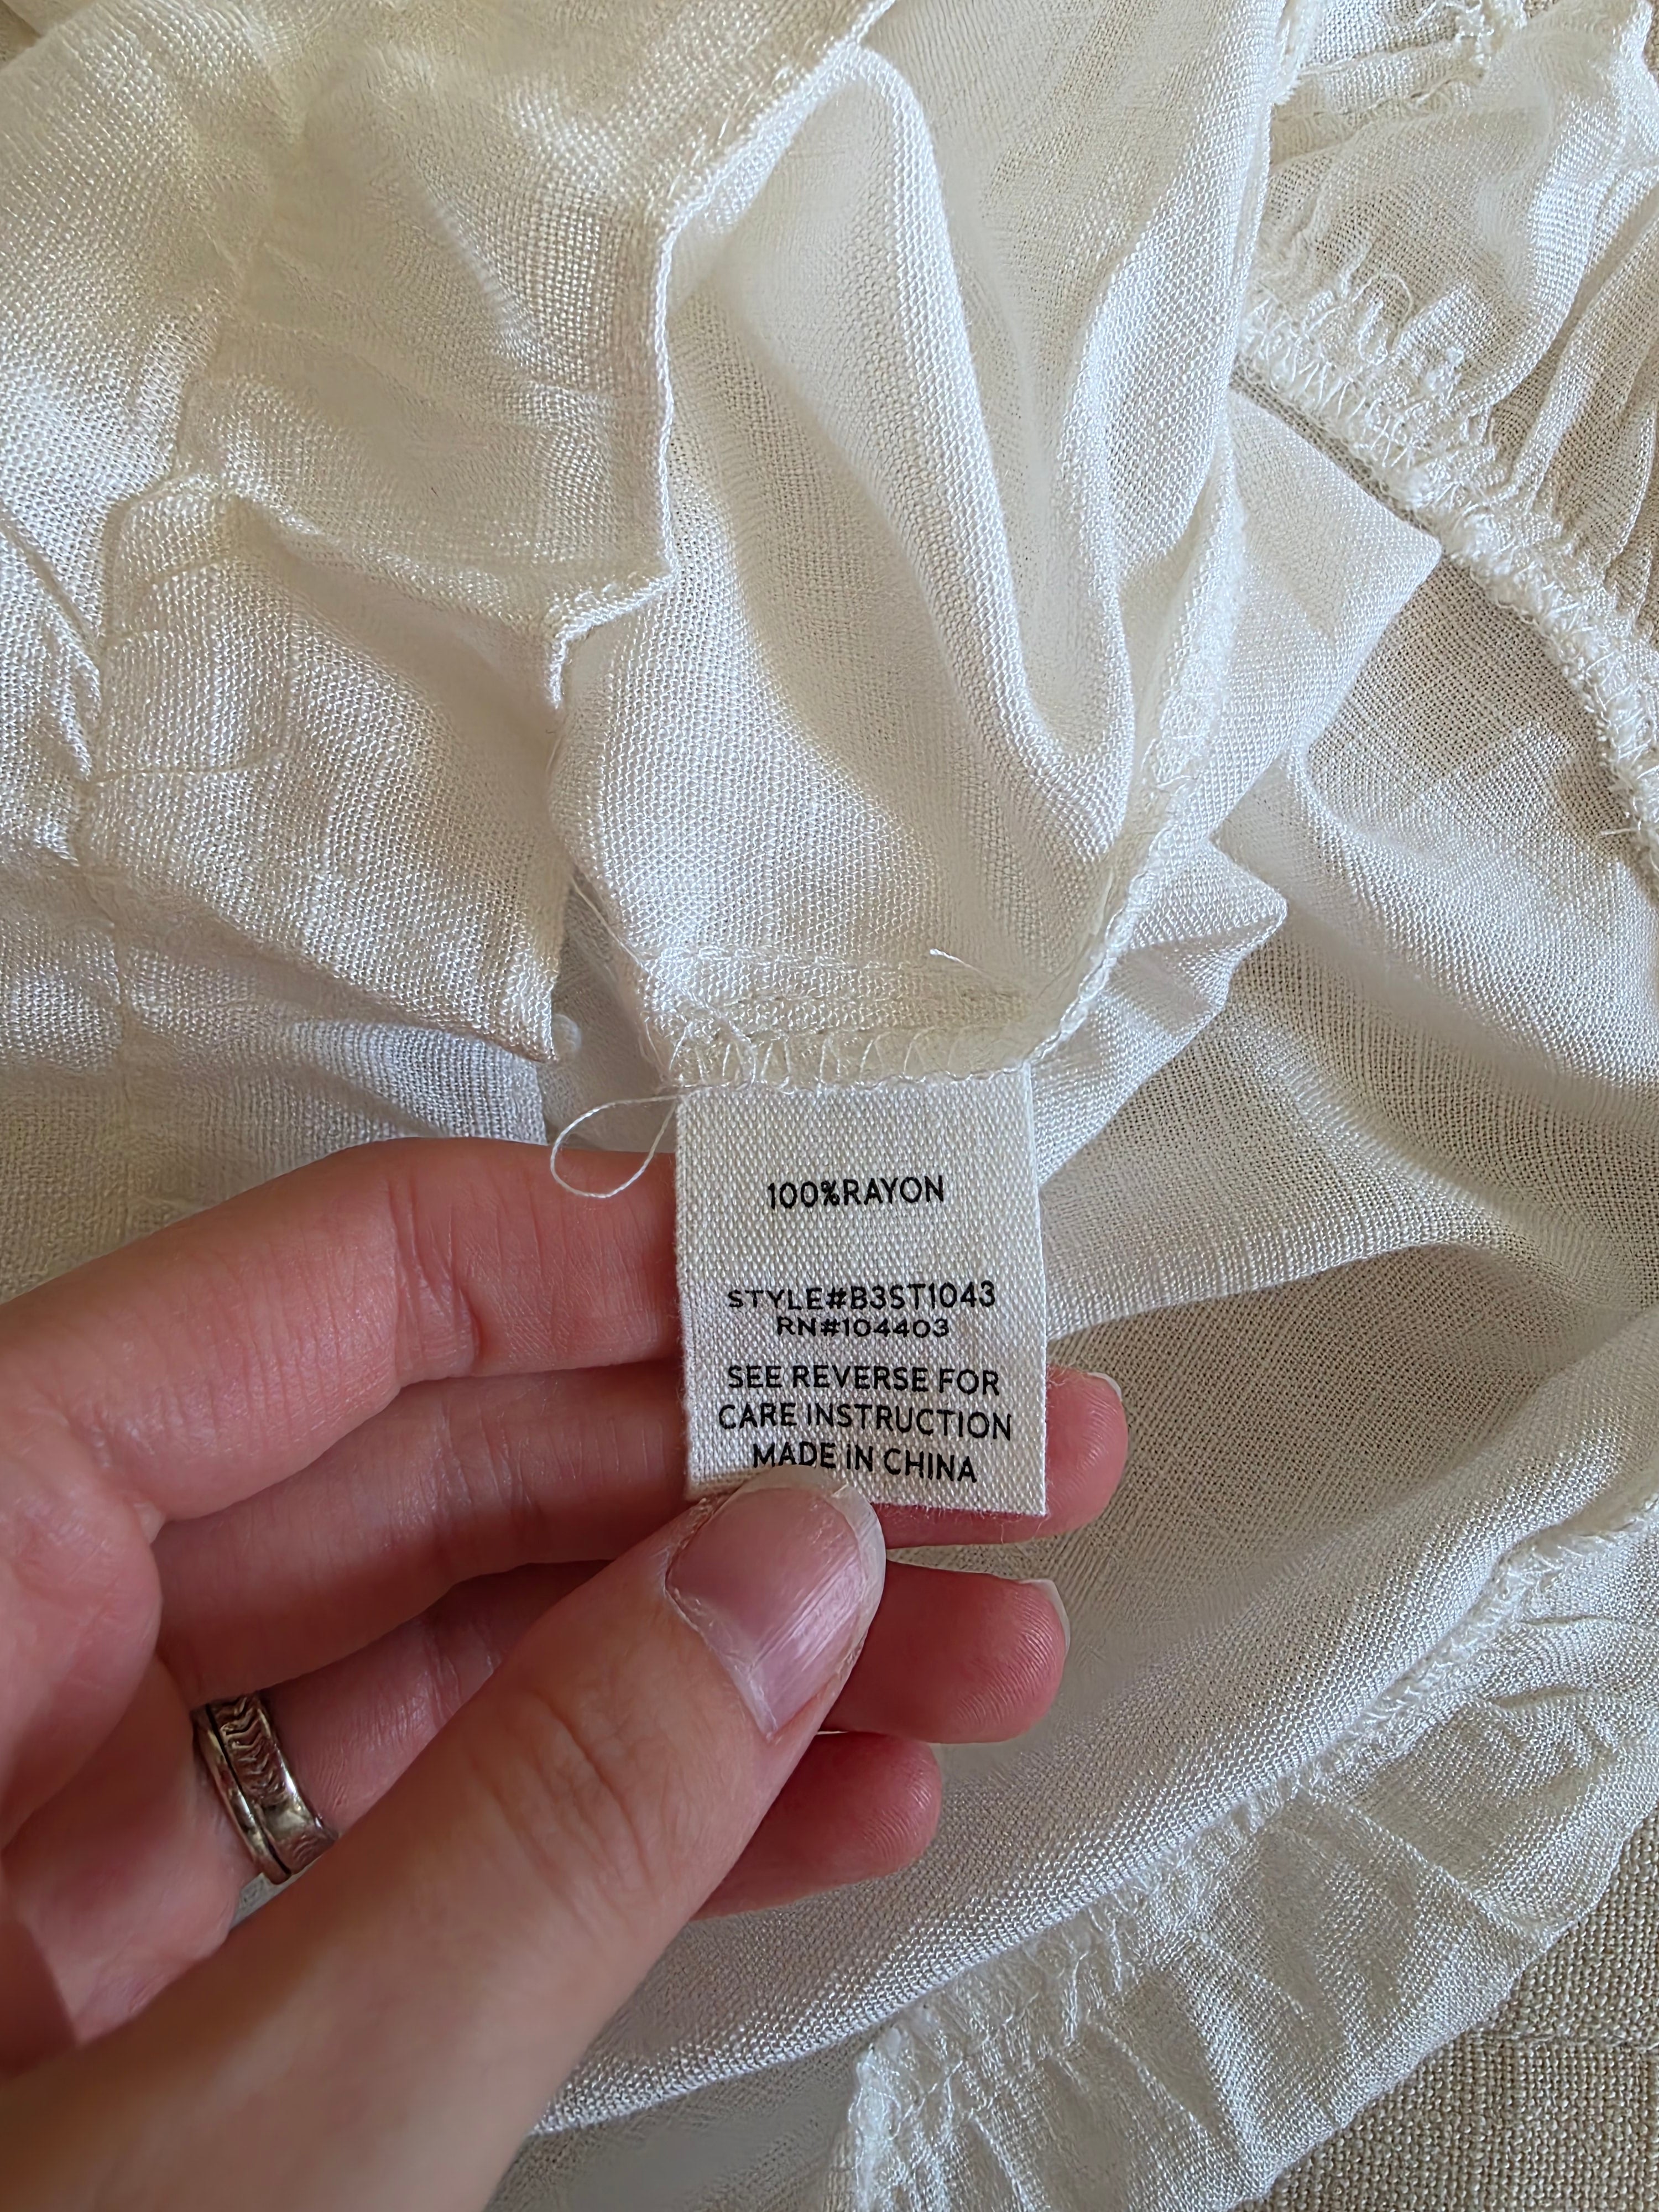 100%RAYON
STYLE#B3ST1043
RN#104403
SEE REVERSE FOR
CARE INSTRUCTION
MADE IN CHINA